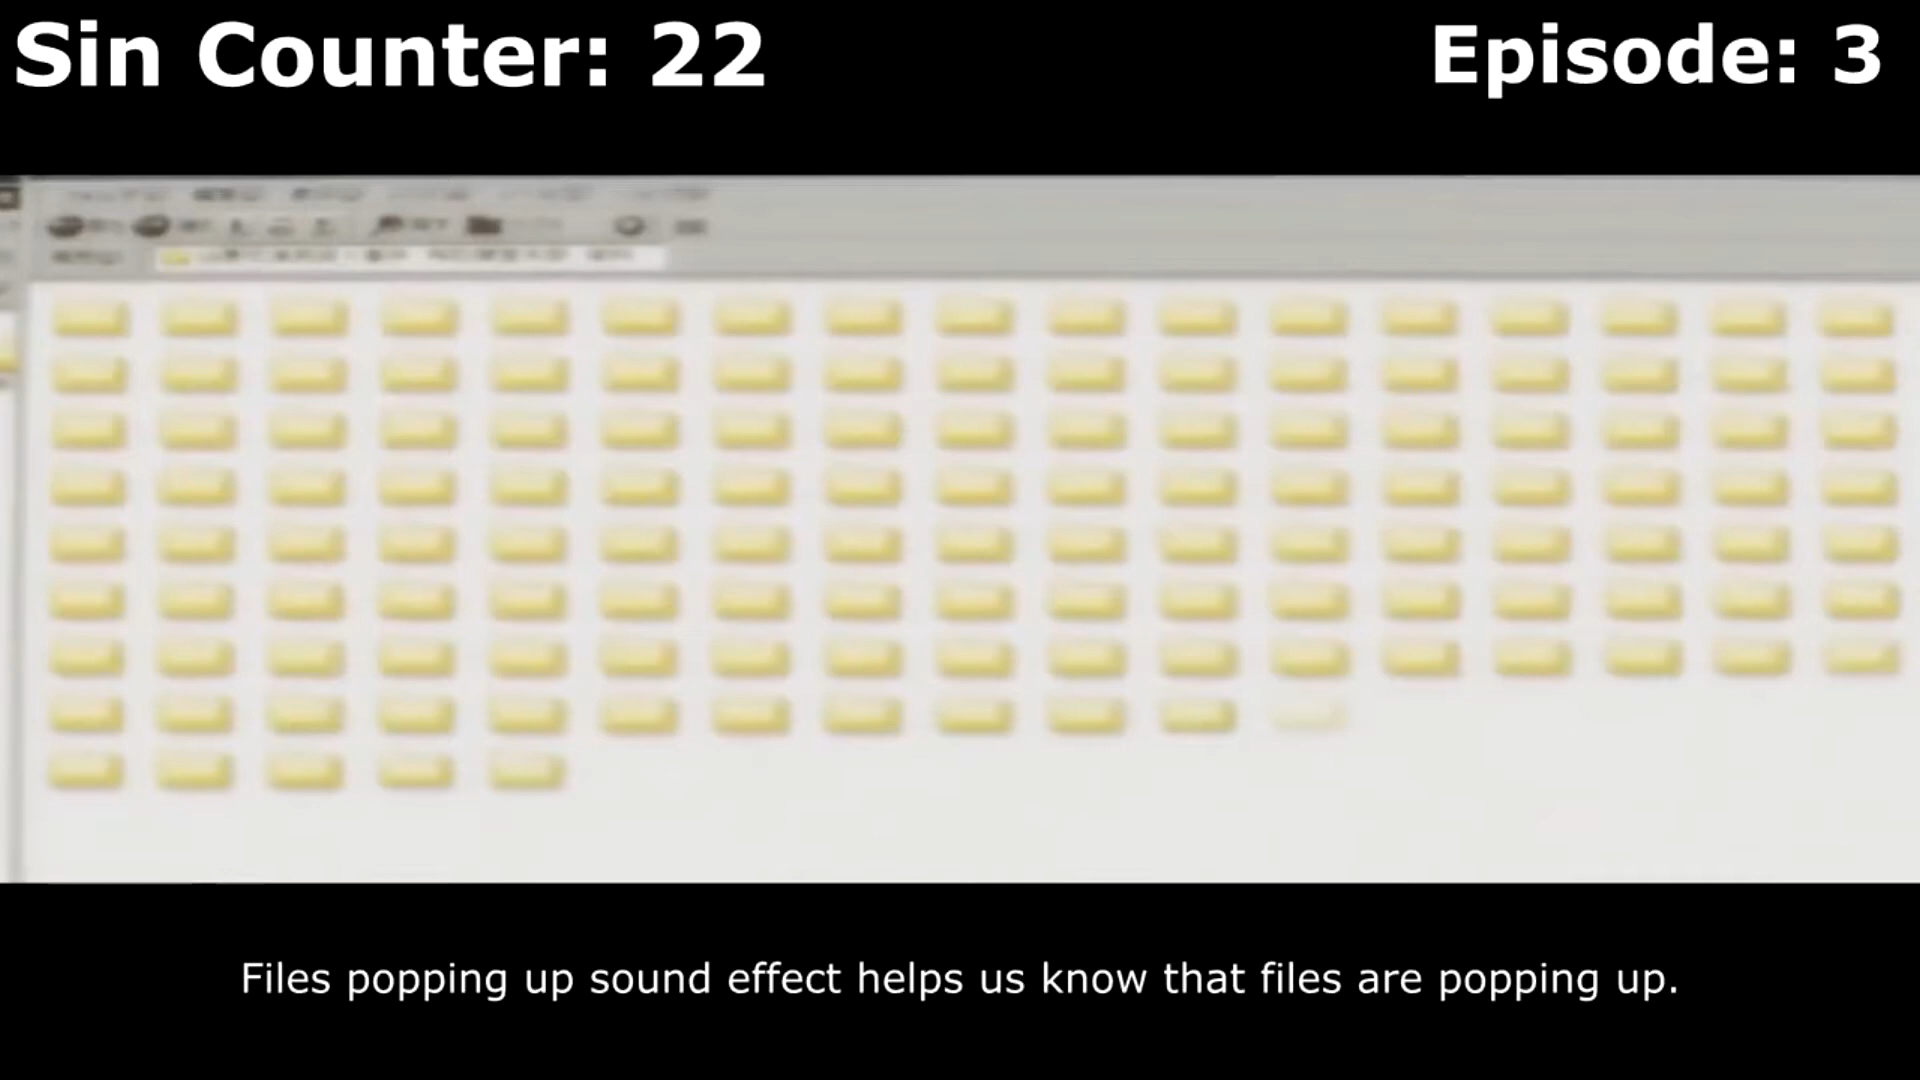 Sin Counter: 22
Episode: 3
Files popping up sound effect helps us know that files are popping up.